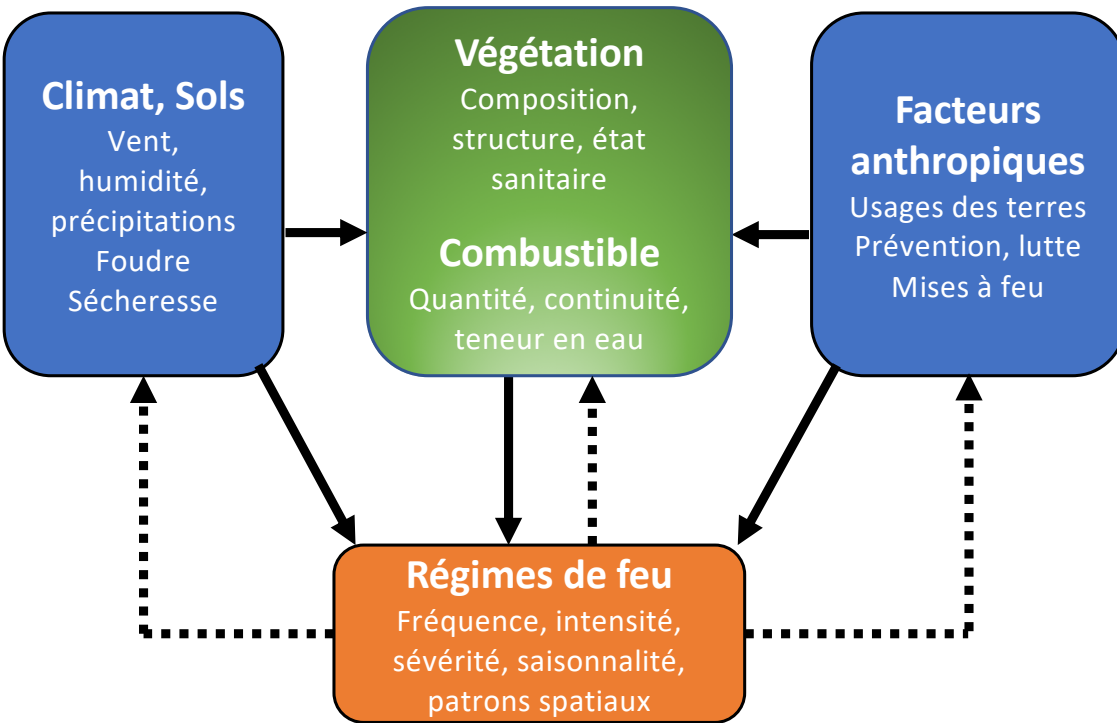 Climat, Sols
Vent,
humidité,
précipitations
Foudre
Sécheresse
Végétation
Composition,
structure, état
sanitaire
Combustible
Quantité, continuité,
teneur en eau
Facteurs
anthropiques
Usages des terres
Prévention, lutte
Mises à feu
Régimes de feu
Fréquence, intensité,
sévérité, saisonnalité,
patrons spatiaux